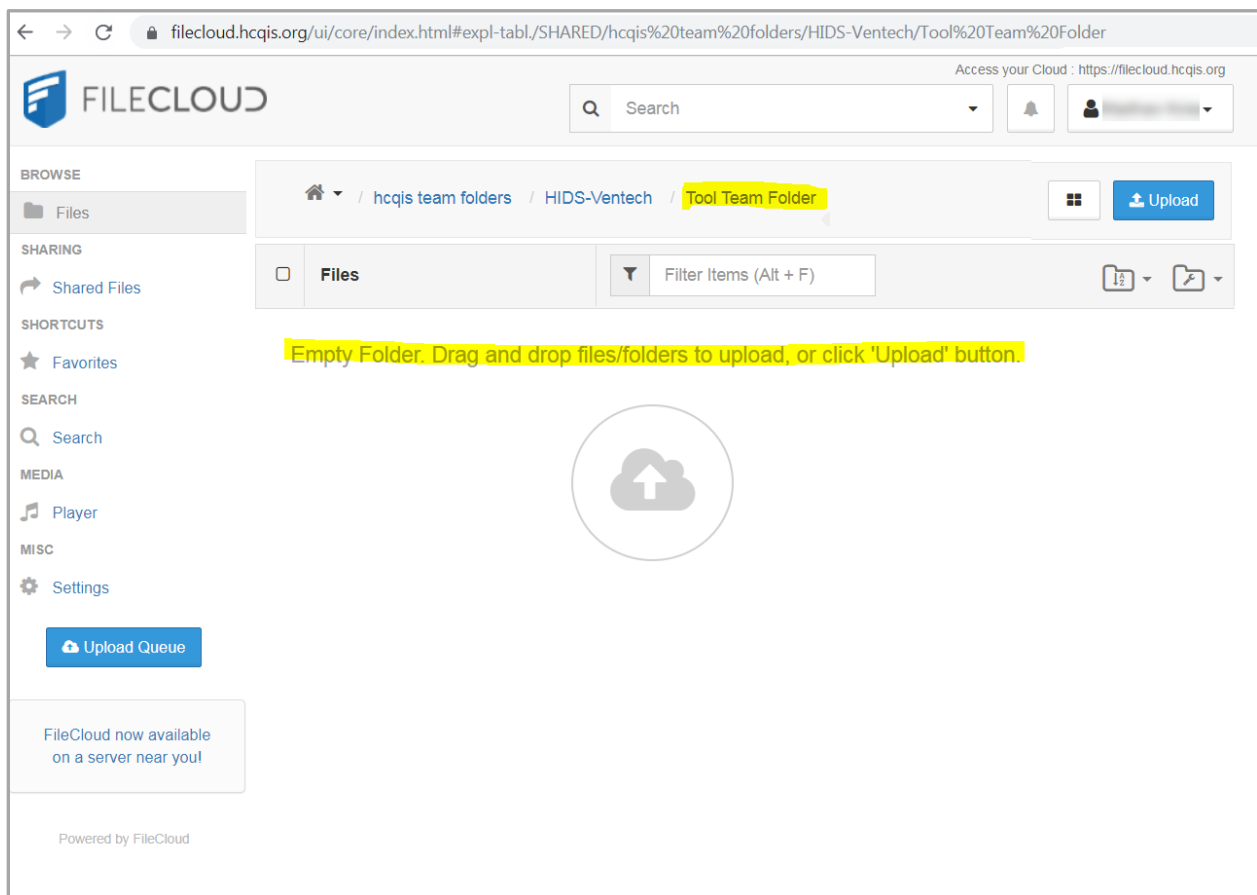 filecloud.hcqis.org/ui/core/index.html#expl-tabl./SHARED/hcqis%20team%20folders/HIDS-Ventech/Tool%20Team%20Folder
Access your Cloud : https://filecloud.hcqis.org
FILECLOUD
Search
BROWSE
Files
SHARING
Shared Files
SHORTCUTS
Favorites
SEARCH
Search
MEDIA
Player
MISC
Settings
Upload Queue
FileCloud now available
on a server near you!
Powered by FileCloud
/ hcqis team folders / HIDS-Ventech / Tool Team Folder
Upload
Files
Filter Items (Alt + F)
Empty Folder. Drag and drop files/folders to upload, or click 'Upload' button.